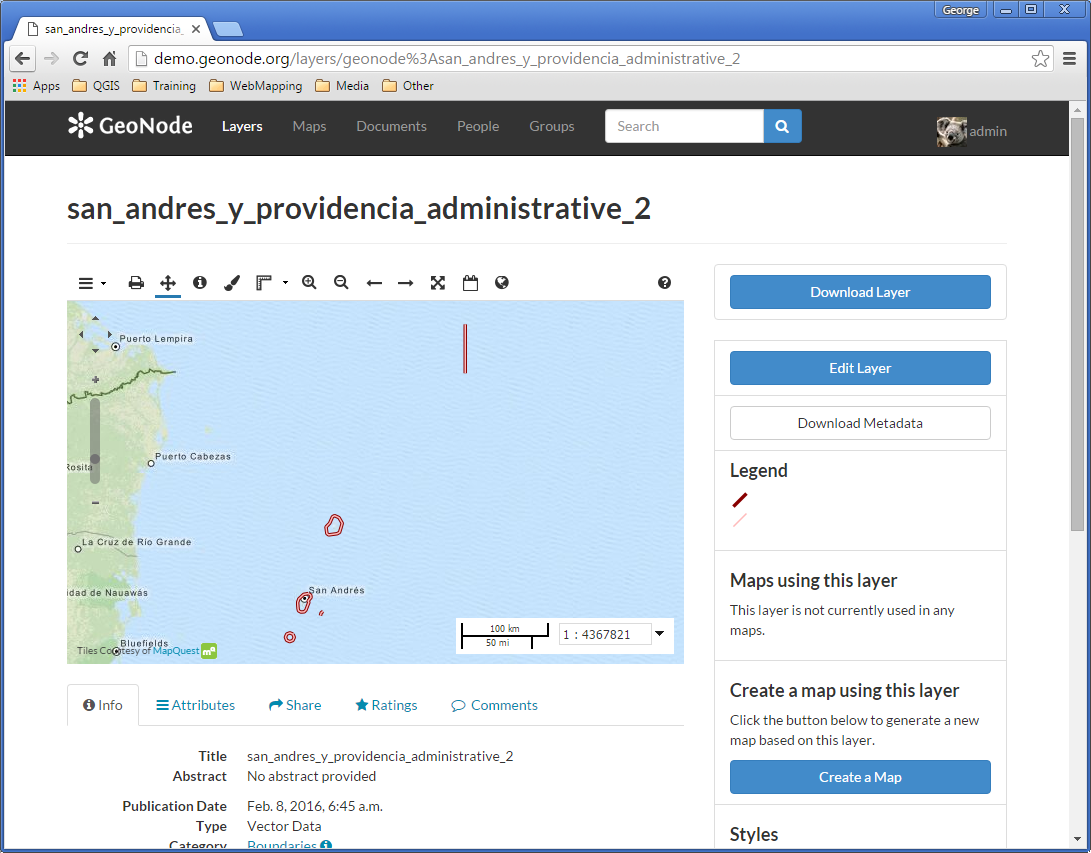 George
san_andres_y_providencia_
demo.geonode.org/layers/geonode%3Asan_andres_y_providencia_administrative_2
Apps QGIS Training WebMapping Media Other
GeoNode Layers Maps Documents People Groups Search admin
san_andres_y_providencia_administrative_2
Download Layer
Edit Layer
Download Metadata
Legend
Maps using this layer
This layer is not currently used in any
maps.
Create a map using this layer
Click the button below to generate a new
map based on this layer.
Create a Map
Styles
Puerto Lempira
Puerto Cabezas
Rosita
La Cruz de Río Grande
San Andrés
idad de Nauawás
Bluefields
Tiles Courtesy of MapQuest
100 km
50 mi
1 : 4367821
Info Attributes Share Ratings Comments
Title san_andres_y_providencia_administrative_2
Abstract No abstract provided
Publication Date Feb. 8, 2016, 6:45 a.m.
Type Vector Data
Category Boundaries